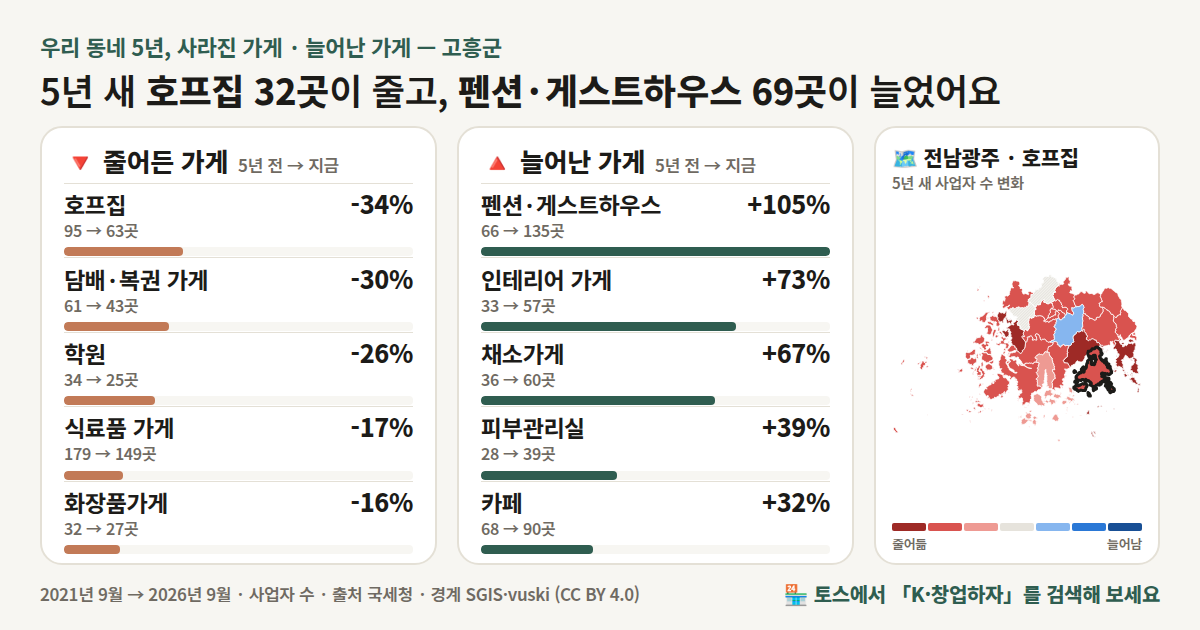 우리 동네 5년, 사라진 가게 · 늘어난 가게 — 고흥군
5년 새 호프집 32곳이 줄고, 펜션·게스트하우스 69곳이 늘었어요
🔻 줄어든 가게 5년 전 → 지금
호프집 -34%
95 → 63곳
담배·복권 가게 -30%
61 → 43곳
학원 -26%
34 → 25곳
식료품 가게 -17%
179 → 149곳
화장품가게 -16%
32 → 27곳
🔺 늘어난 가게 5년 전 → 지금
펜션·게스트하우스 +105%
66 → 135곳
인테리어 가게 +73%
33 → 57곳
채소가게 +67%
36 → 60곳
피부관리실 +39%
28 → 39곳
카페 +32%
68 → 90곳
🗺️ 전남광주 · 호프집
5년 새 사업자 수 변화
줄어듦 늘어남
2021년 9월 → 2026년 9월 · 사업자 수 · 출처 국세청 · 경계 SGIS·vuski (CC BY 4.0)
🏪 토스에서 「K·창업하자」를 검색해 보세요